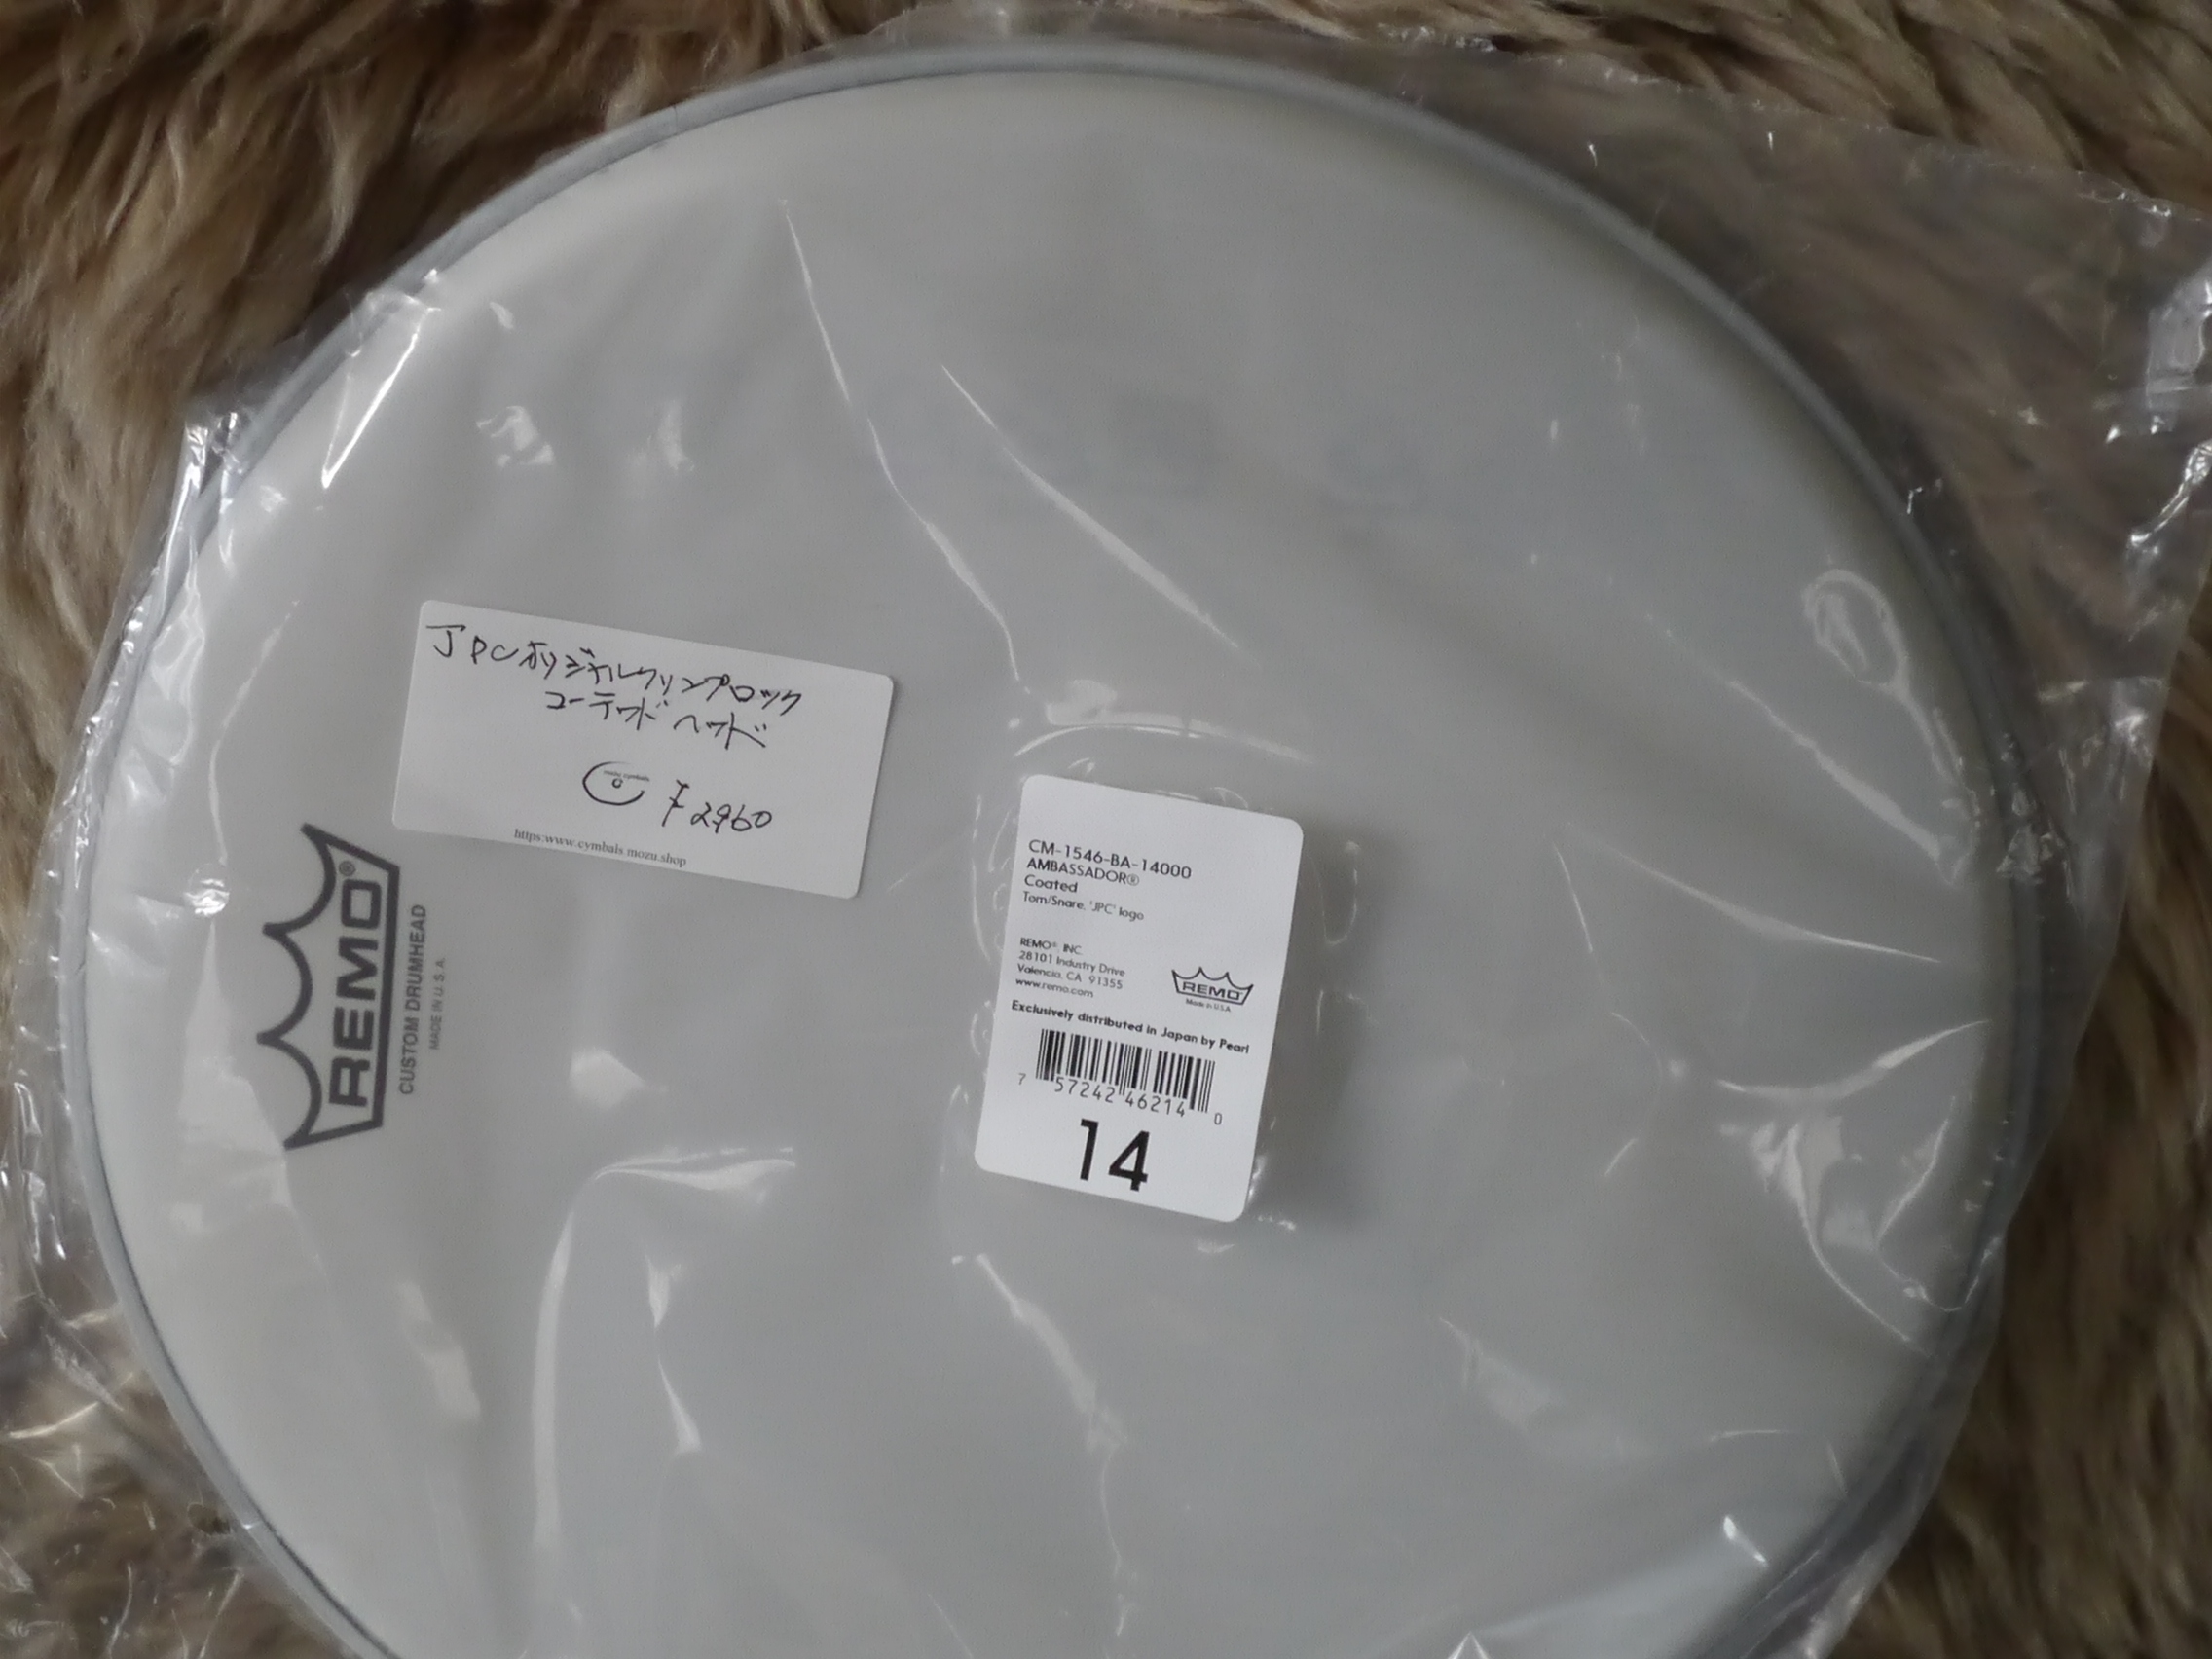 JPCオリジナルクリンプロック
コーテッドヘッド
mozu cymbals
¥2960
https:www.cymbals.mozu.shop
REMO®
CUSTOM DRUMHEAD
MADE IN U.S.A.
CM-1546-BA-14000
AMBASSADOR®
Coated
Tom/Snare, "JPC" logo
REMO®, INC.
28101 Industry Drive
Valencia, CA 91355
www.remo.com
REMO
Made in U.S.A.
Exclusively distributed in Japan by Pearl
7 57242 46214 0
14